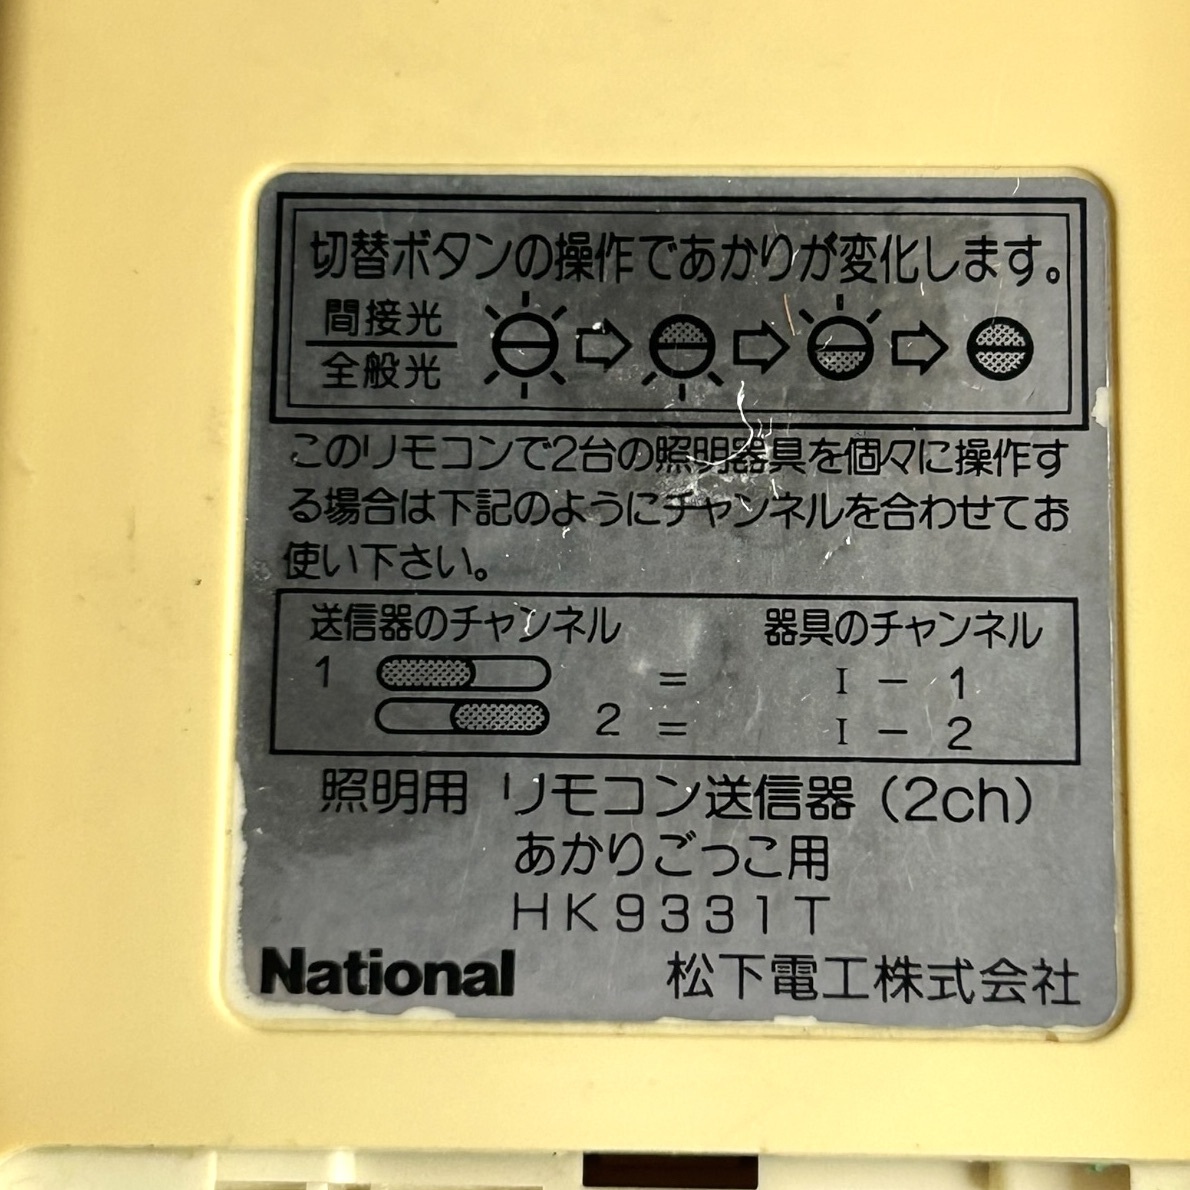 切替ボタンの操作であかりが変化します。
間接光
全般光
このリモコンで2台の照明器具を個々に操作す
る場合は下記のようにチャンネルを合わせてお
使い下さい。
送信器のチャンネル 器具のチャンネル
1 = I - 1
2 = I - 2
照明用 リモコン送信器(2ch)
あかりごっこ用
HK9331T
National 松下電工株式会社